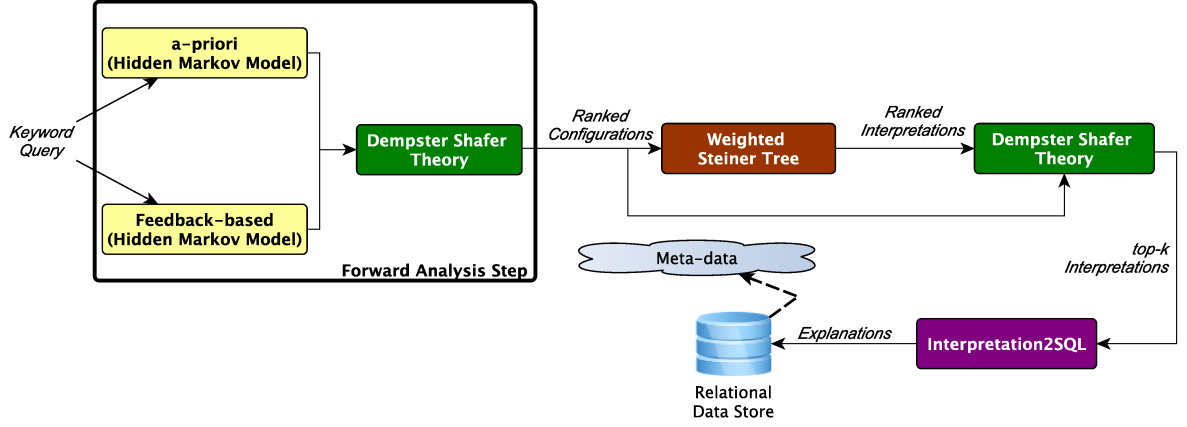 a-priori
(Hidden Markov Model)
Keyword
Query
Feedback-based
(Hidden Markov Model)
Dempster Shafer
Theory
Forward Analysis Step
Ranked
Configurations
Weighted
Steiner Tree
Ranked
Interpretations
Dempster Shafer
Theory
top-k
Interpretations
Interpretation2SQL
Explanations
Meta-data
Relational
Data Store